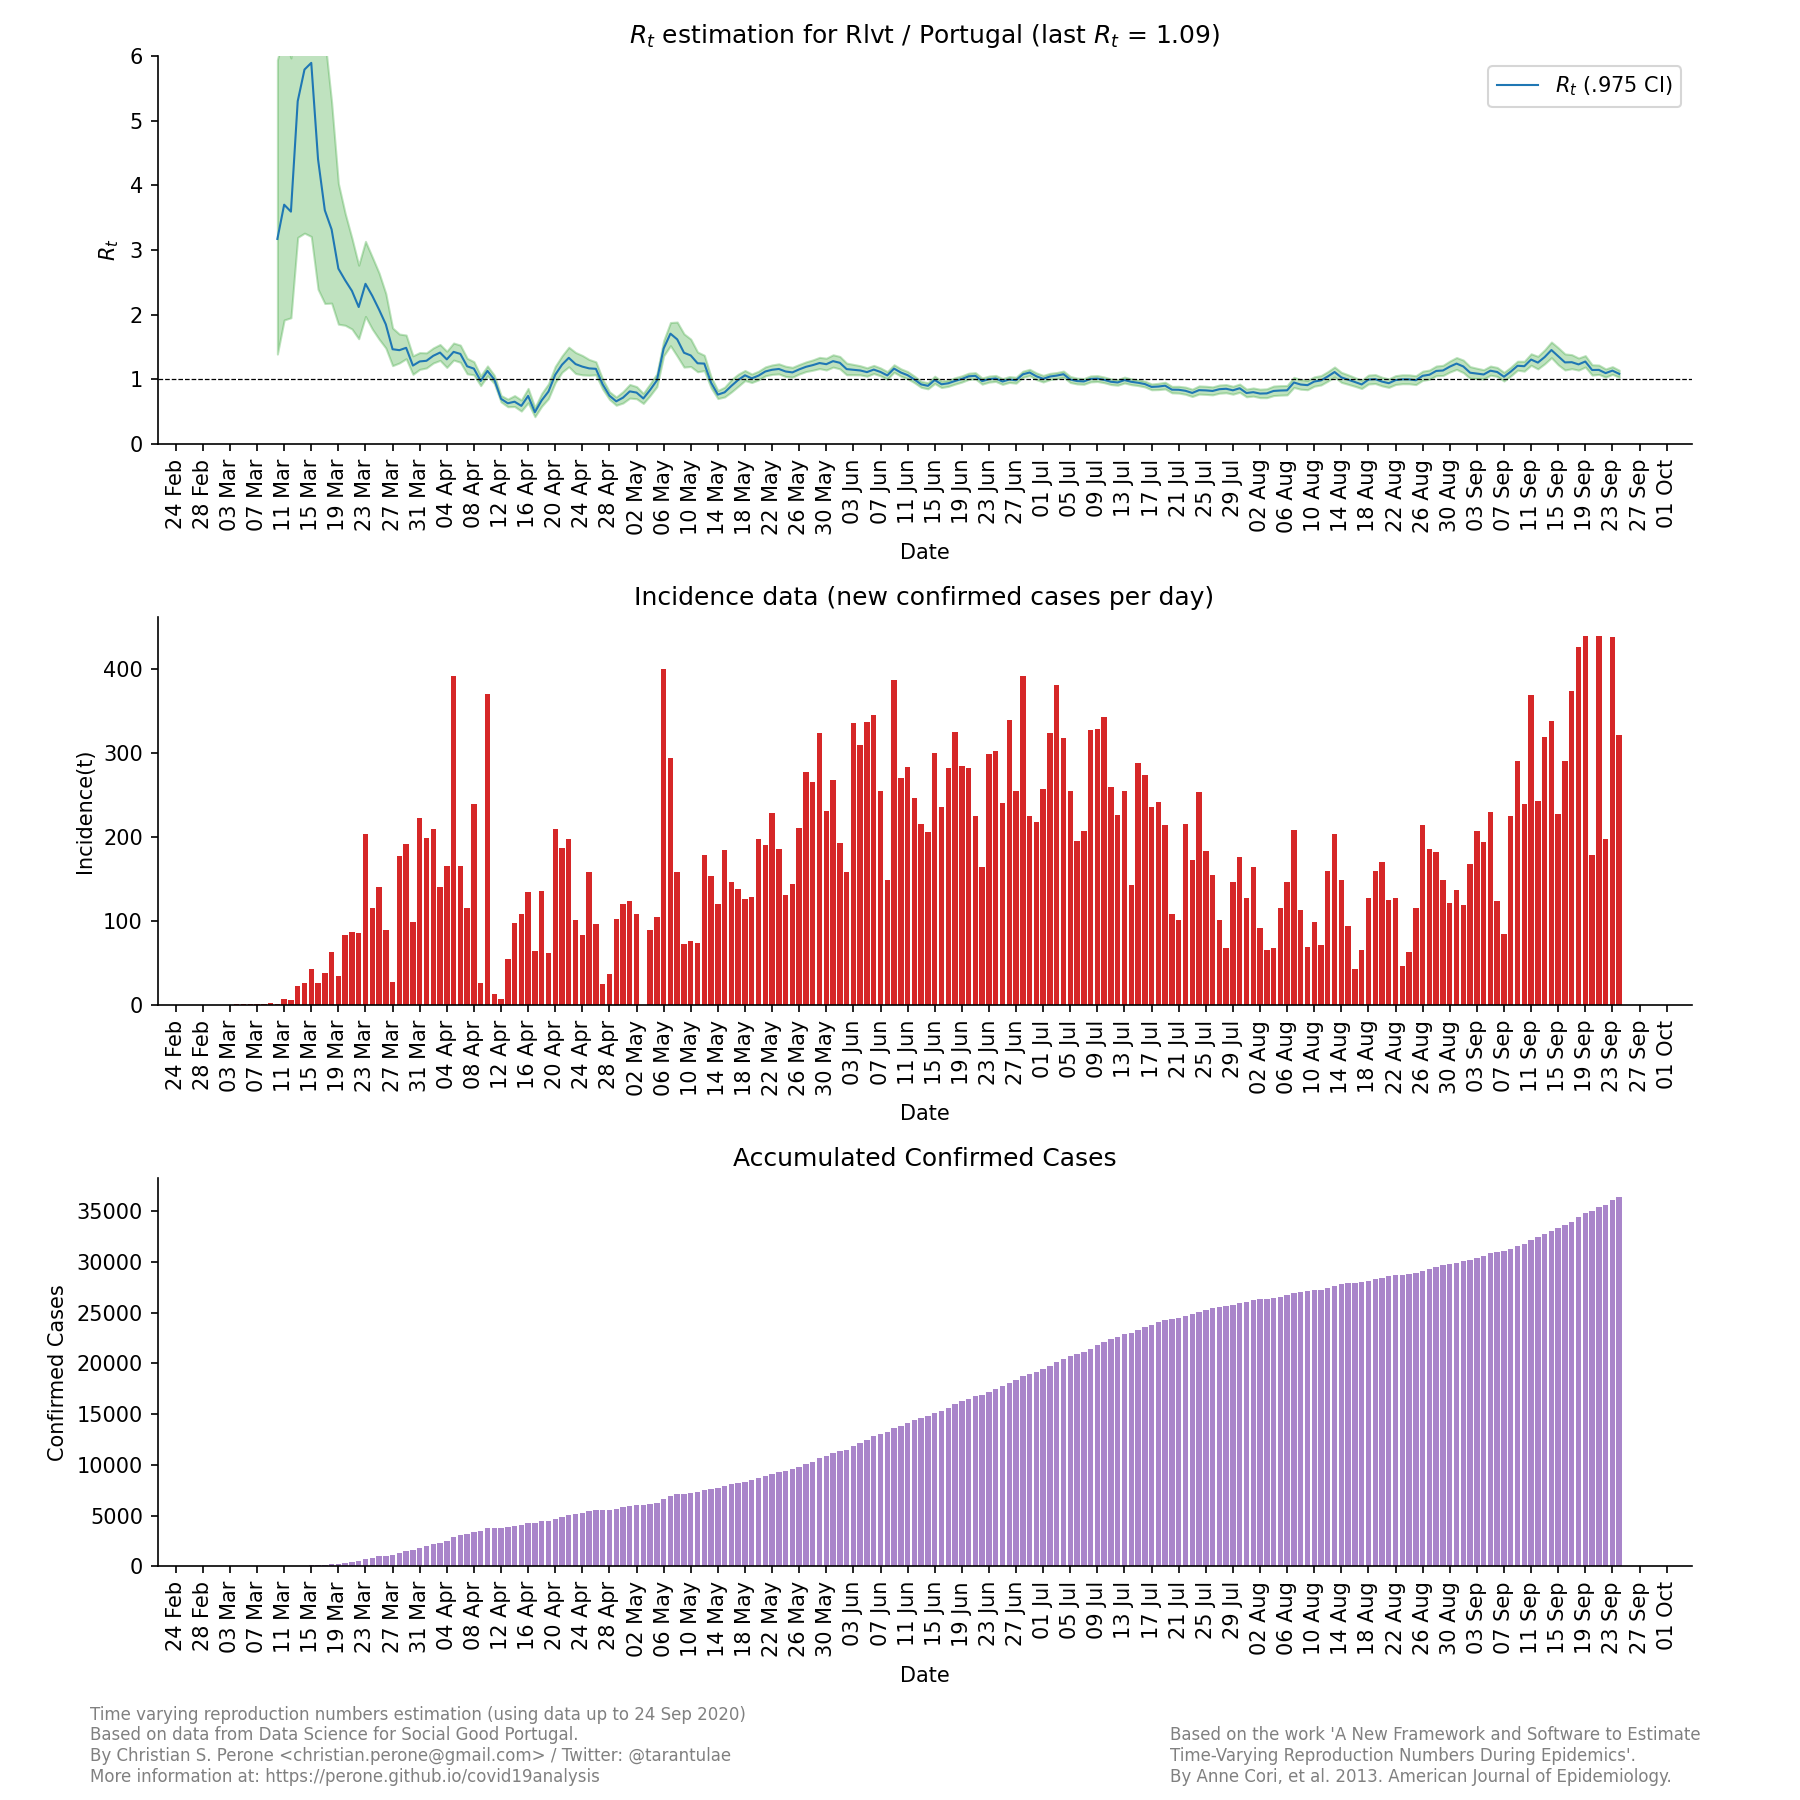 R_t estimation for Rlvt / Portugal (last R_t = 1.09)
R_t (.975 CI)
R_t
6
5
4
3
2
1
0
24 Feb 28 Feb 03 Mar 07 Mar 11 Mar 15 Mar 19 Mar 23 Mar 27 Mar 31 Mar 04 Apr 08 Apr 12 Apr 16 Apr 20 Apr 24 Apr 28 Apr 02 May 06 May 10 May 14 May 18 May 22 May 26 May 30 May 03 Jun 07 Jun 11 Jun 15 Jun 19 Jun 23 Jun 27 Jun 01 Jul 05 Jul 09 Jul 13 Jul 17 Jul 21 Jul 25 Jul 29 Jul 02 Aug 06 Aug 10 Aug 14 Aug 18 Aug 22 Aug 26 Aug 30 Aug 03 Sep 07 Sep 11 Sep 15 Sep 19 Sep 23 Sep 27 Sep 01 Oct
Date
Incidence data (new confirmed cases per day)
Incidence(t)
400
300
200
100
0
24 Feb 28 Feb 03 Mar 07 Mar 11 Mar 15 Mar 19 Mar 23 Mar 27 Mar 31 Mar 04 Apr 08 Apr 12 Apr 16 Apr 20 Apr 24 Apr 28 Apr 02 May 06 May 10 May 14 May 18 May 22 May 26 May 30 May 03 Jun 07 Jun 11 Jun 15 Jun 19 Jun 23 Jun 27 Jun 01 Jul 05 Jul 09 Jul 13 Jul 17 Jul 21 Jul 25 Jul 29 Jul 02 Aug 06 Aug 10 Aug 14 Aug 18 Aug 22 Aug 26 Aug 30 Aug 03 Sep 07 Sep 11 Sep 15 Sep 19 Sep 23 Sep 27 Sep 01 Oct
Date
Accumulated Confirmed Cases
Confirmed Cases
35000
30000
25000
20000
15000
10000
5000
0
24 Feb 28 Feb 03 Mar 07 Mar 11 Mar 15 Mar 19 Mar 23 Mar 27 Mar 31 Mar 04 Apr 08 Apr 12 Apr 16 Apr 20 Apr 24 Apr 28 Apr 02 May 06 May 10 May 14 May 18 May 22 May 26 May 30 May 03 Jun 07 Jun 11 Jun 15 Jun 19 Jun 23 Jun 27 Jun 01 Jul 05 Jul 09 Jul 13 Jul 17 Jul 21 Jul 25 Jul 29 Jul 02 Aug 06 Aug 10 Aug 14 Aug 18 Aug 22 Aug 26 Aug 30 Aug 03 Sep 07 Sep 11 Sep 15 Sep 19 Sep 23 Sep 27 Sep 01 Oct
Date
Time varying reproduction numbers estimation (using data up to 24 Sep 2020)
Based on data from Data Science for Social Good Portugal.
By Christian S. Perone <christian.perone@gmail.com> / Twitter: @tarantulae
More information at: https://perone.github.io/covid19analysis
Based on the work 'A New Framework and Software to Estimate
Time-Varying Reproduction Numbers During Epidemics'.
By Anne Cori, et al. 2013. American Journal of Epidemiology.